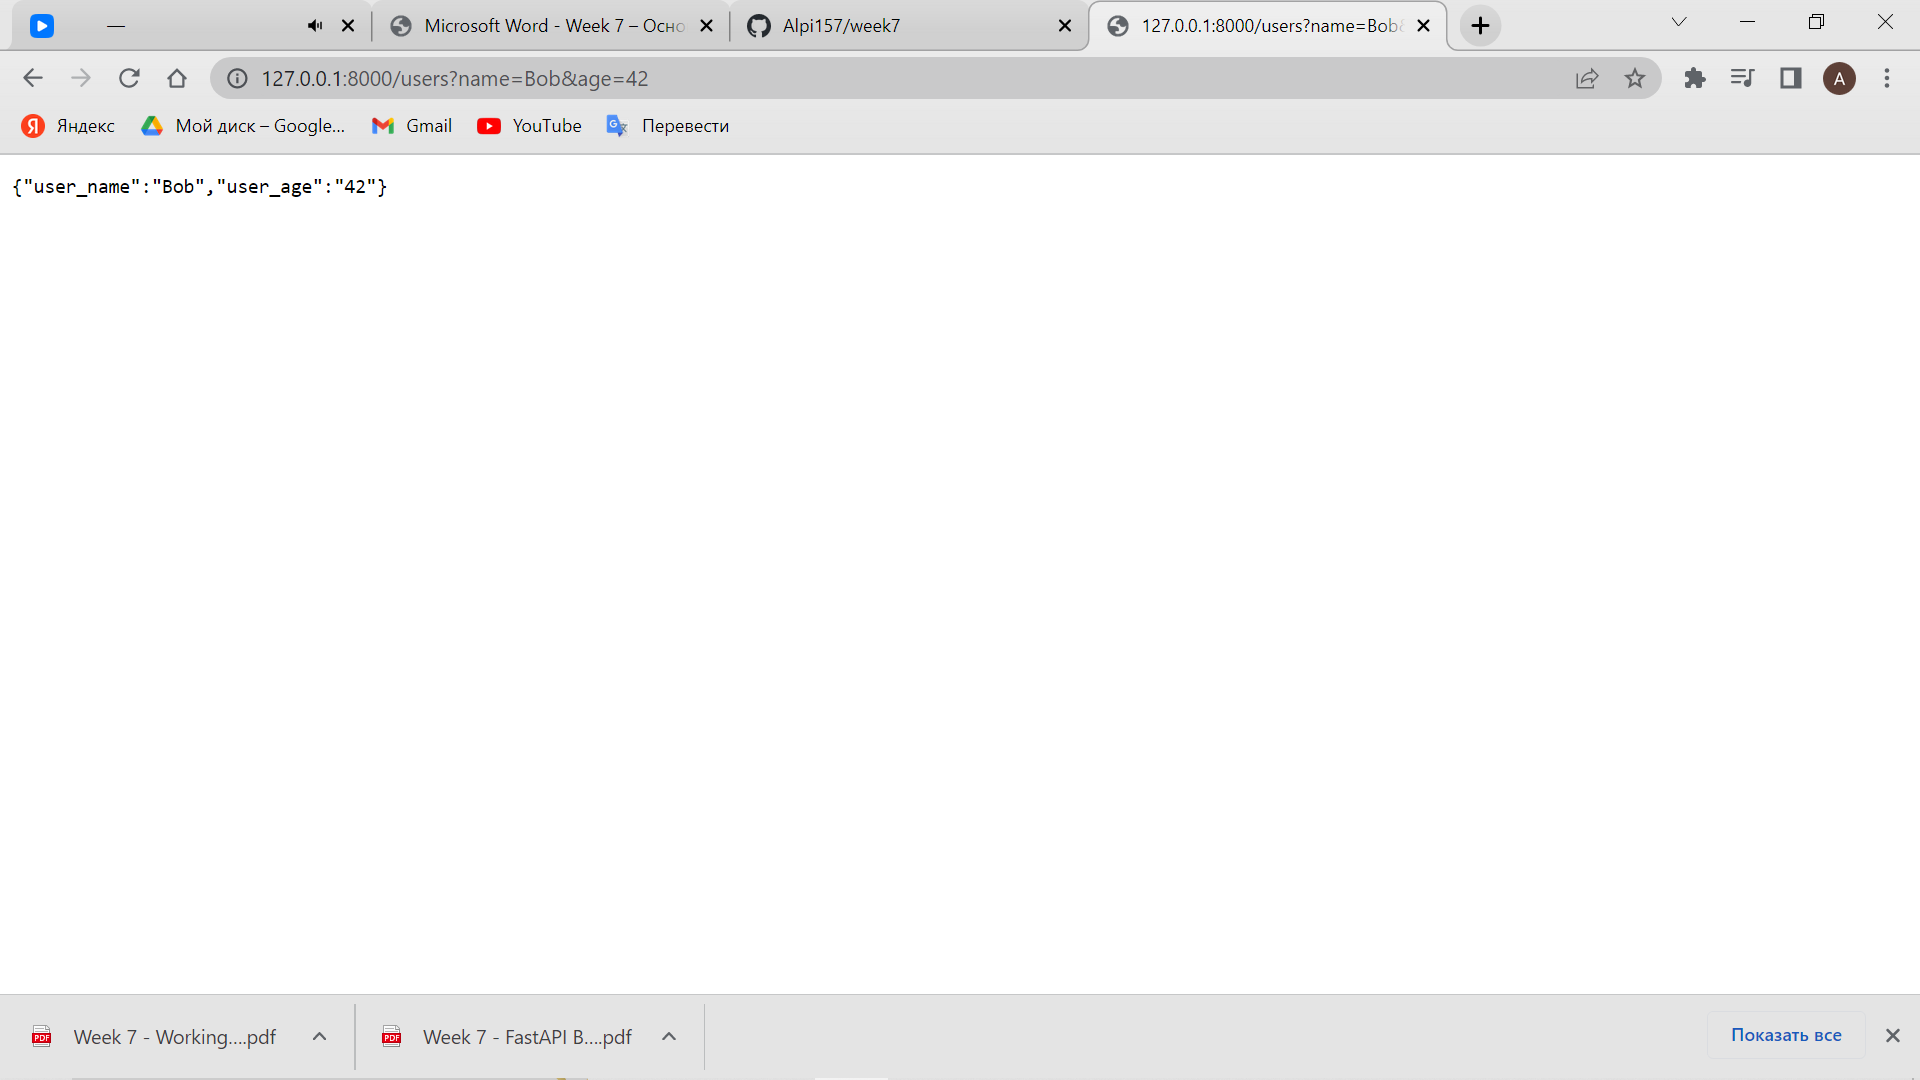 Microsoft Word - Week 7 – Осно
Alpi157/week7
127.0.0.1:8000/users?name=Bob&
127.0.0.1:8000/users?name=Bob&age=42
A
Яндекс
Мой диск – Google...
Gmail
YouTube
Перевести
{"user_name":"Bob","user_age":"42"}
Week 7 - Working....pdf
Week 7 - FastAPI B....pdf
Показать все